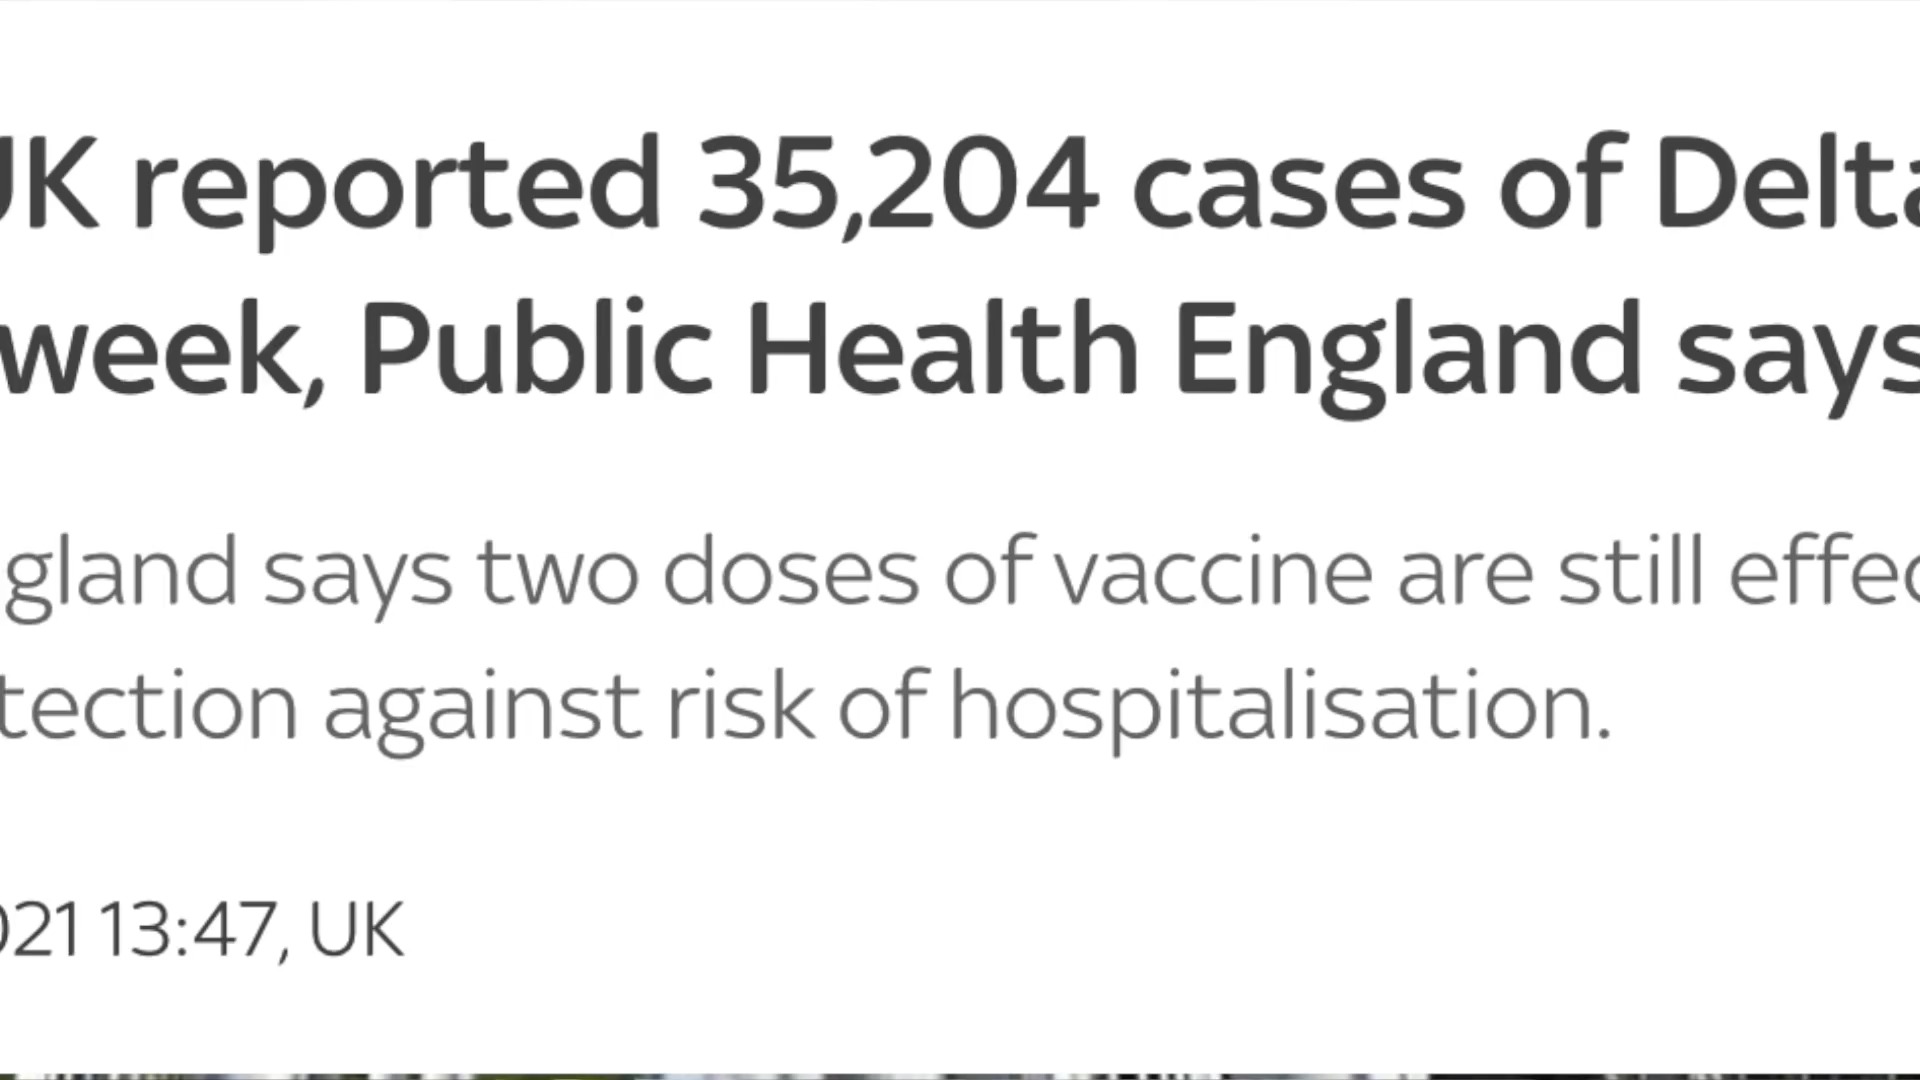 UK reported 35,204 cases of Delta
week, Public Health England says
gland says two doses of vaccine are still effec
tection against risk of hospitalisation.
021 13:47, UK